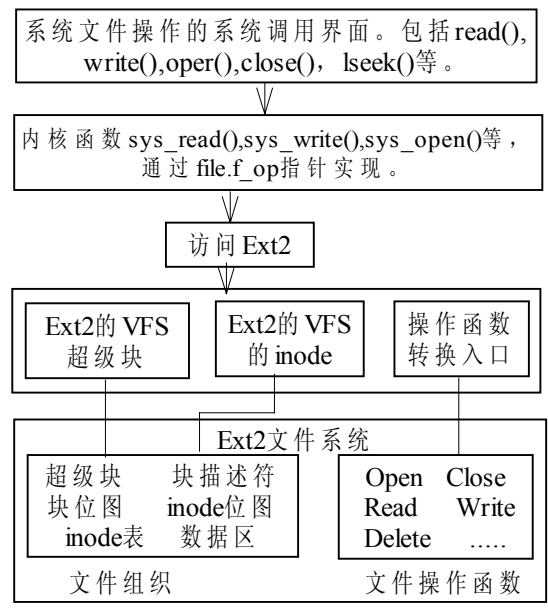 系统文件操作的系统调用界面。包括read(),
write(),oper(),close(),lseek()等。
内核函数sys_read(),sys_write(),sys_open()等,
通过file.f_op指针实现。
访问Ext2
Ext2的VFS
超级块
Ext2的VFS
的inode
操作函数
转换入口
Ext2文件系统
超级块 块描述符
块位图 inode位图
inode表 数据区
Open Close
Read Write
Delete .....
文件组织
文件操作函数